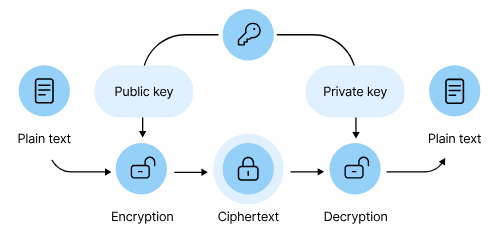 Public key
Private key
Plain text
Plain text
Encryption
Ciphertext
Decryption